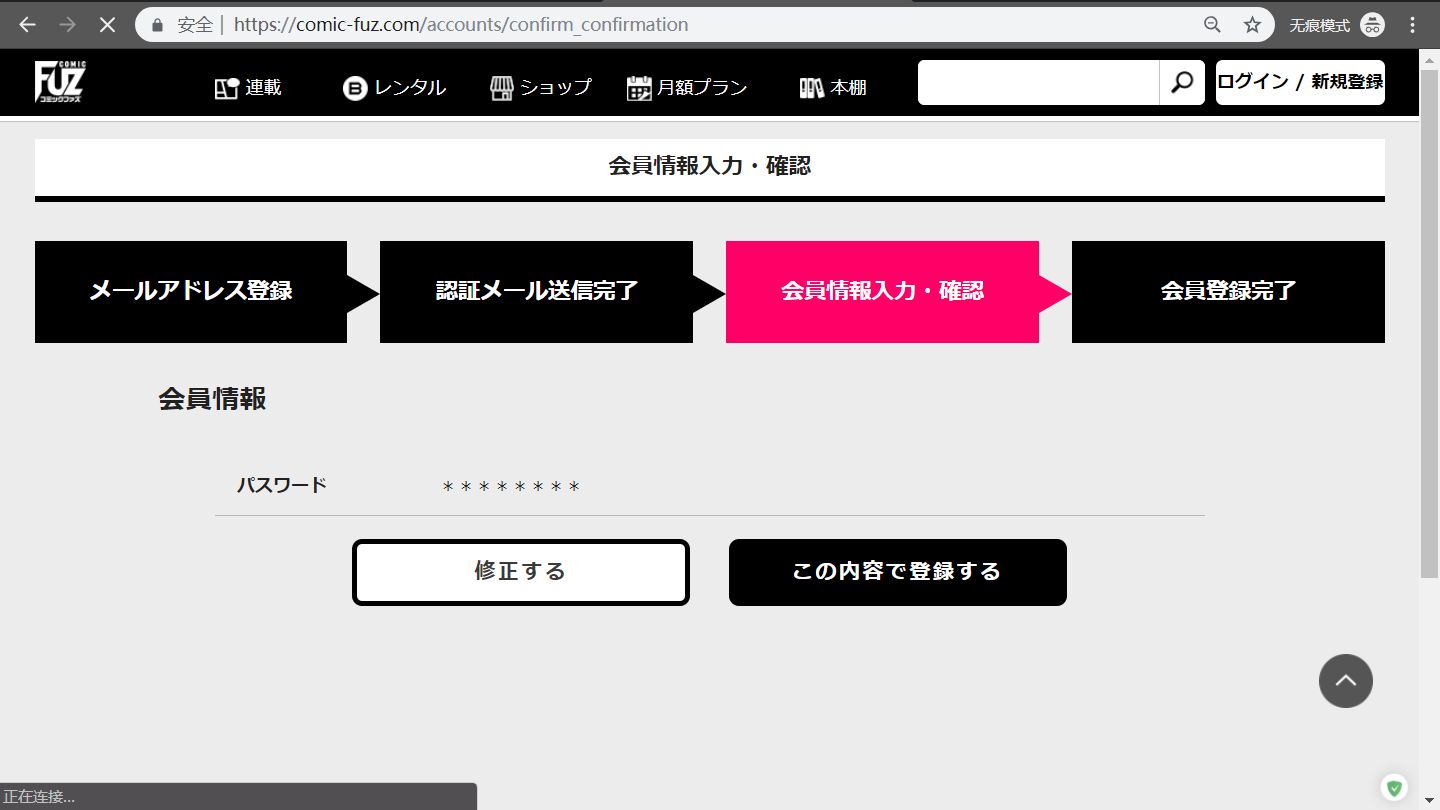 安全 | https://comic-fuz.com/accounts/confirm_confirmation
无痕模式
COMIC
FUZ
コミックファズ
連載
B レンタル
ショップ
月額プラン
本棚
ログイン / 新規登録
会員情報入力・確認
メールアドレス登録
認証メール送信完了
会員情報入力・確認
会員登録完了
会員情報
パスワード
＊＊＊＊＊＊＊＊
修正する
この内容で登録する
正在连接...